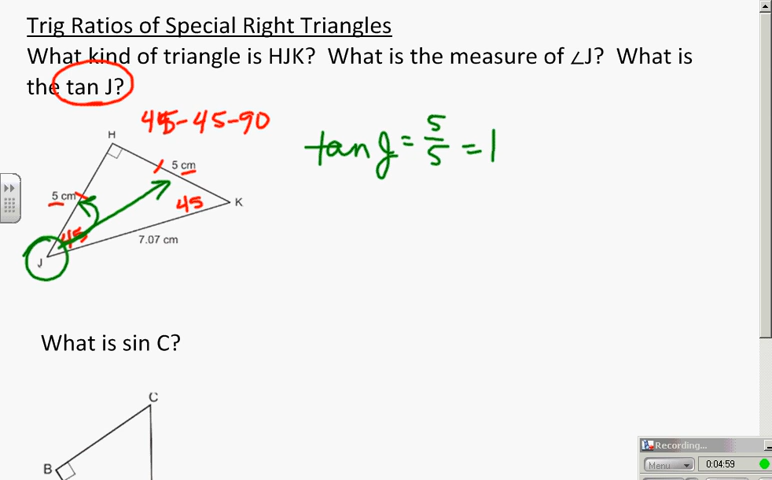 Trig Ratios of Special Right Triangles
What kind of triangle is HJK? What is the measure of ∠J? What is
the tan J?
45-45-90
tan J = 5/5 = 1
H
5 cm
5 cm
45
K
45
7.07 cm
J
What is sin C?
C
B
Recording...
Menu
0:04:59